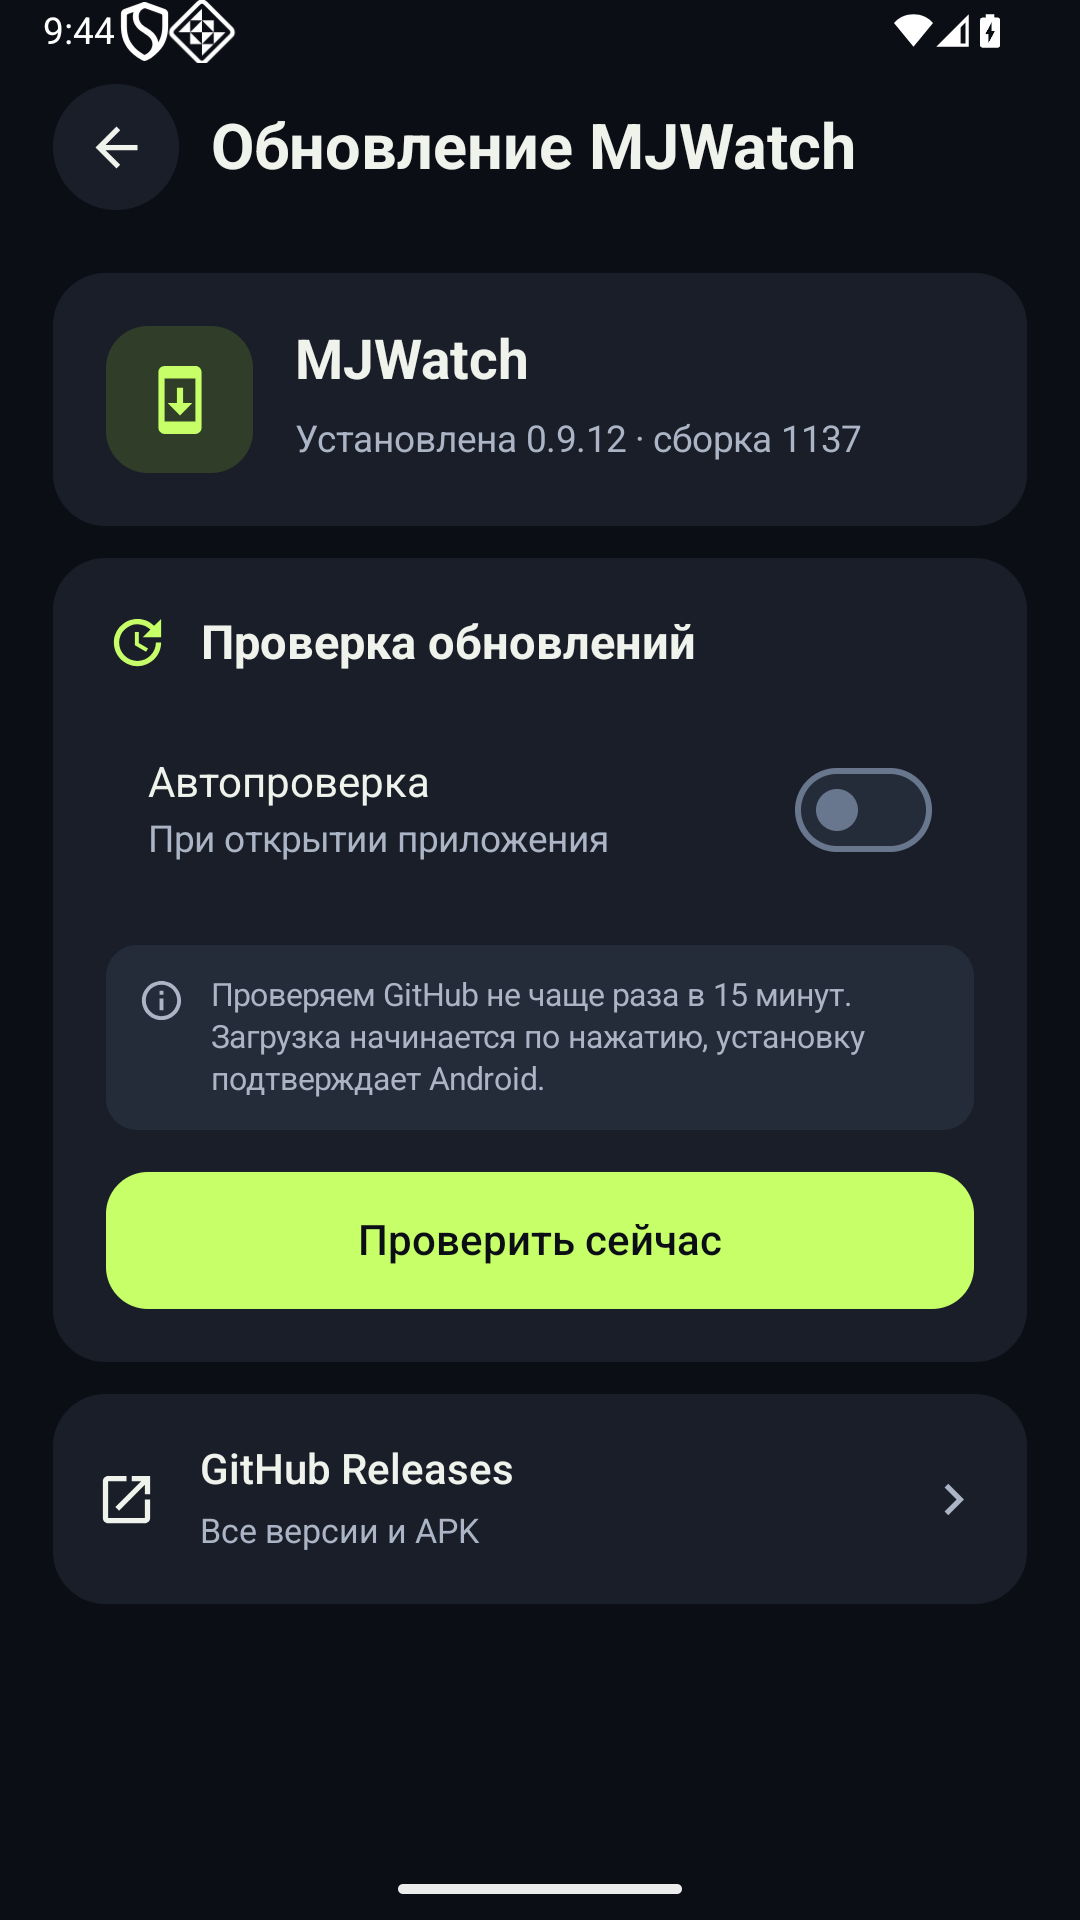 9:44
Обновление MJWatch
MJWatch
Установлена 0.9.12 · сборка 1137
Проверка обновлений
Автопроверка
При открытии приложения
Проверяем GitHub не чаще раза в 15 минут.
Загрузка начинается по нажатию, установку
подтверждает Android.
Проверить сейчас
GitHub Releases
Все версии и APK